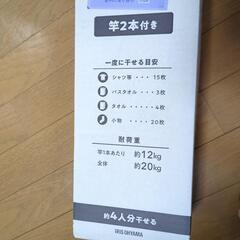 竿2本付き
一度に干せる目安
シャツ等・・・15枚
バスタオル・・・3枚
タオル・・・・4枚
小物・・・・20枚
耐荷重
竿1本あたり 約12kg
全体 約20kg
約4人分干せる
IRIS OHYAMA